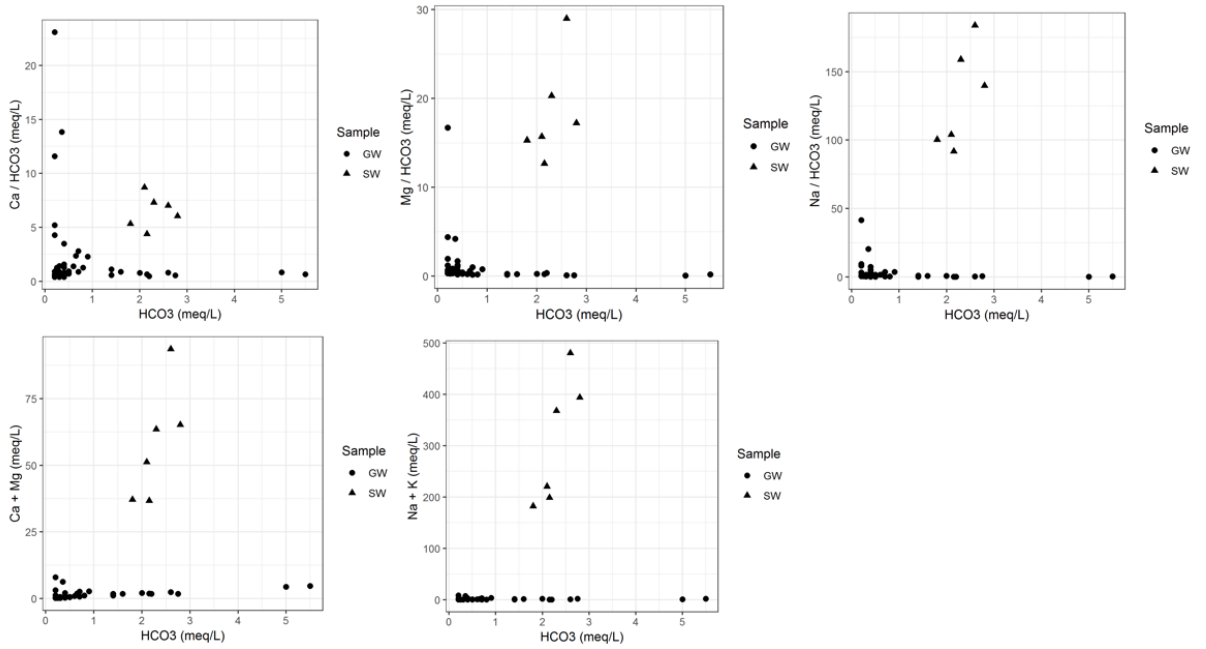 Ca / HCO3 (meq/L)
20
15
10
5
0
0
1
2
3
4
5
HCO3 (meq/L)
Sample
GW
SW
Mg / HCO3 (meq/L)
30
20
10
0
0
1
2
3
4
5
HCO3 (meq/L)
Sample
GW
SW
Na / HCO3 (meq/L)
150
100
50
0
0
1
2
3
4
5
HCO3 (meq/L)
Sample
GW
SW
Ca + Mg (meq/L)
75
50
25
0
0
1
2
3
4
5
HCO3 (meq/L)
Sample
GW
SW
Na + K (meq/L)
500
400
300
200
100
0
0
1
2
3
4
5
HCO3 (meq/L)
Sample
GW
SW